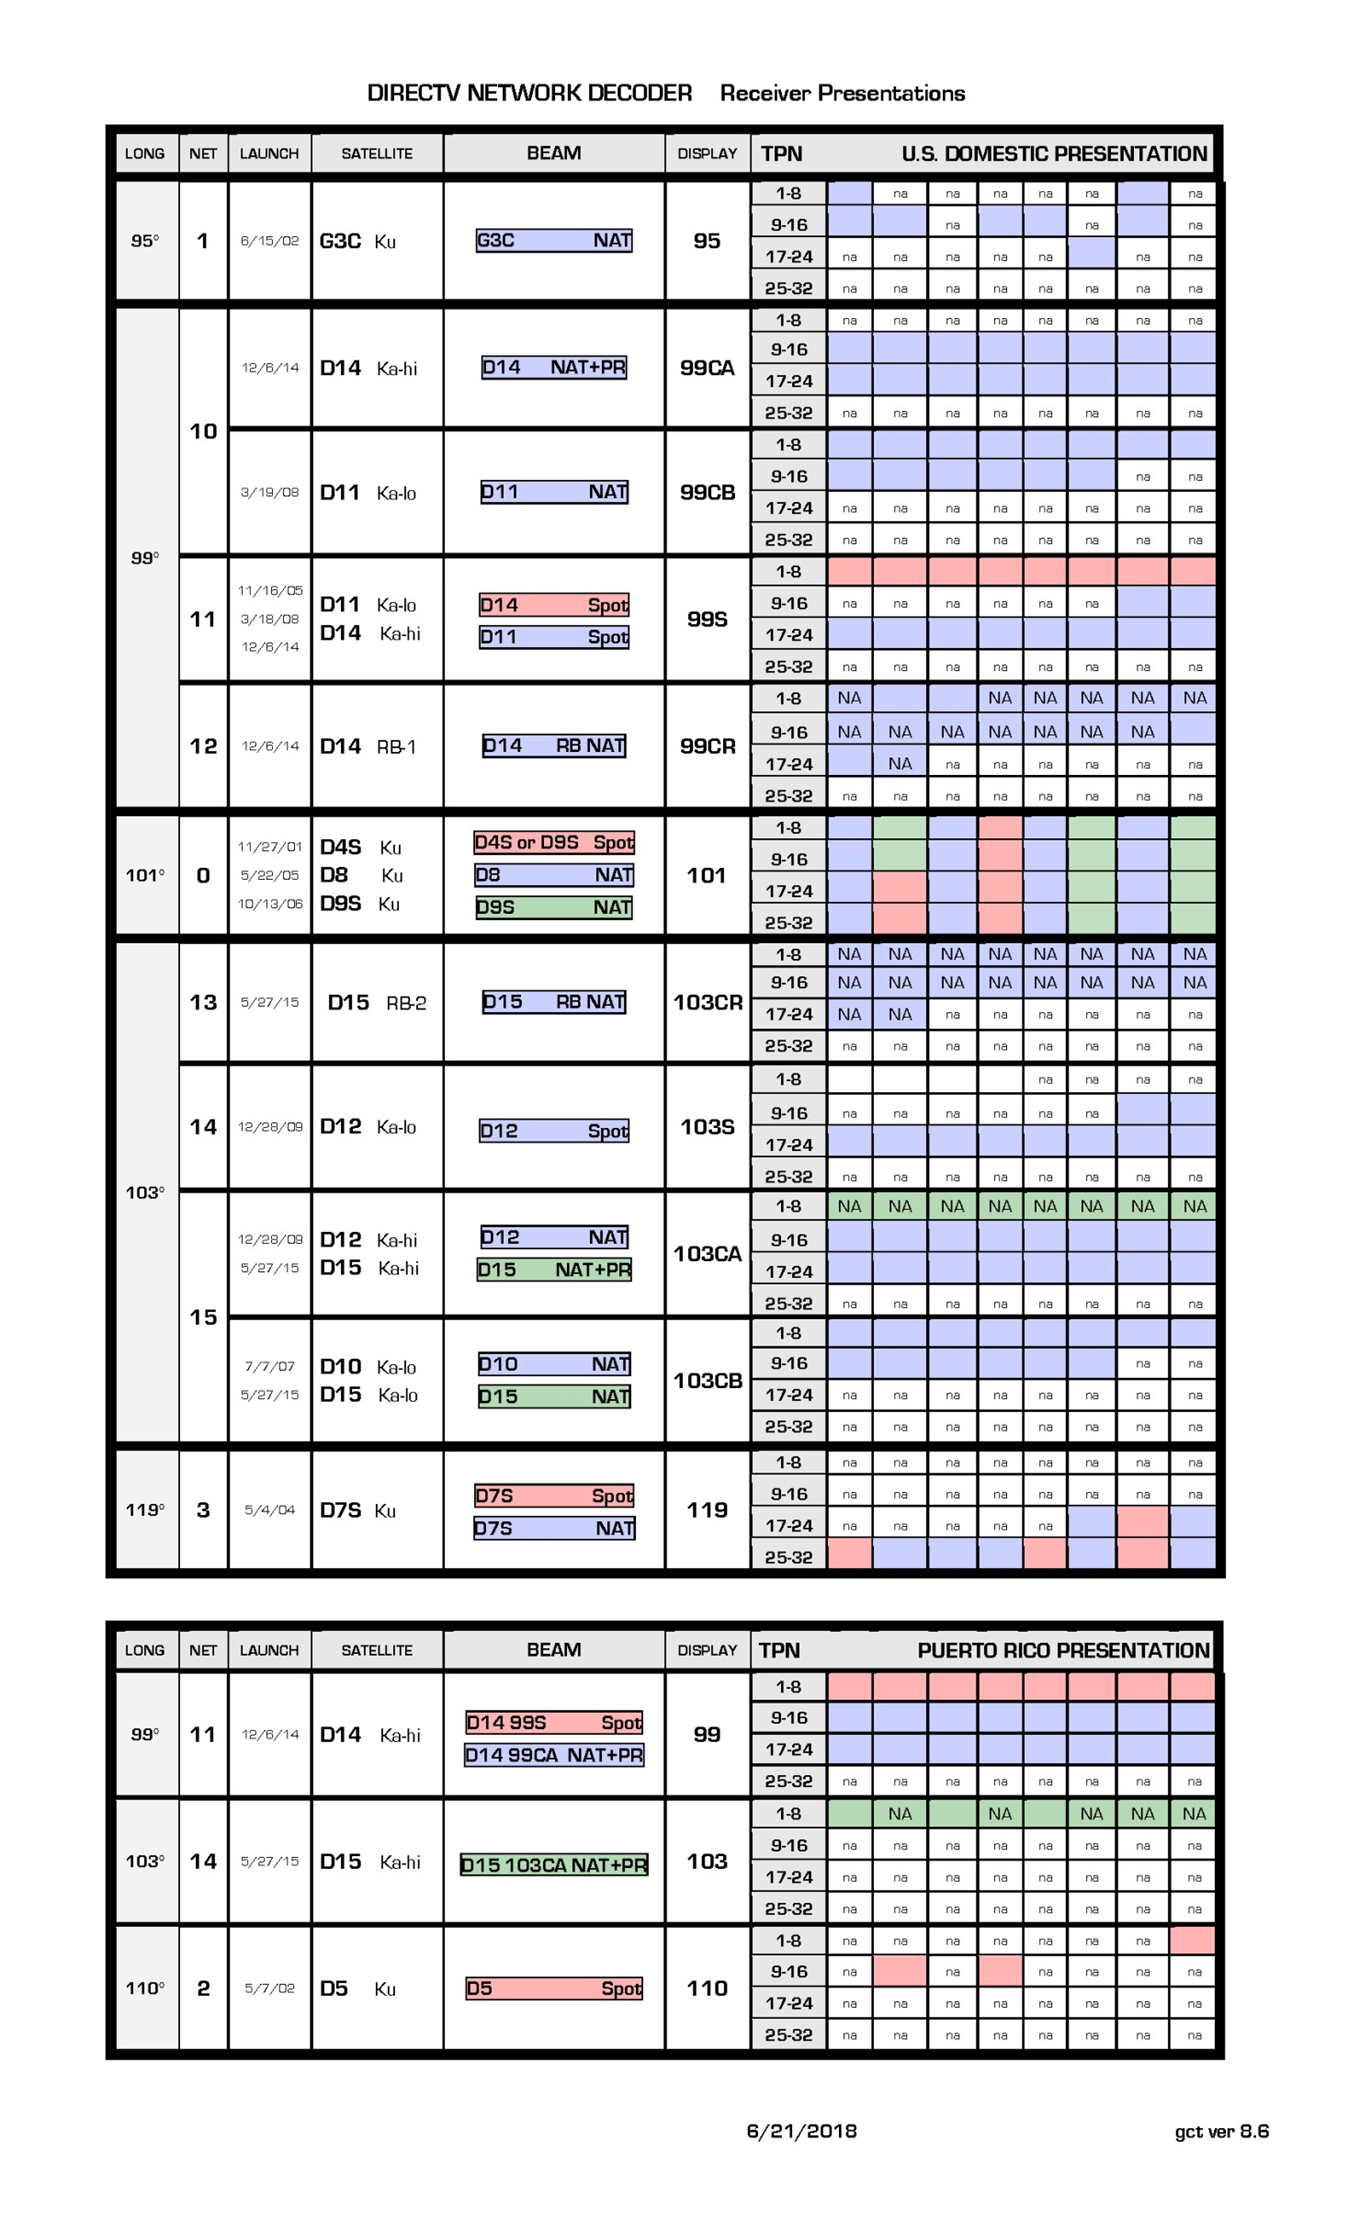 DIRECTV NETWORK DECODER Receiver Presentations
LONG NET LAUNCH SATELLITE BEAM DISPLAY TPN U.S. DOMESTIC PRESENTATION
1-8 na na na na na na
9-16 na na na
95° 1 6/15/02 G3C Ku G3C NAT 95
17-24 na na na na na na na
25-32 na na na na na na na na
1-8 na na na na na na na na
9-16
12/6/14 D14 Ka-hi D14 NAT+PR 99CA
17-24
25-32 na na na na na na na na
10
1-8
9-16 na na
3/19/08 D11 Ka-lo D11 NAT 99CB
17-24 na na na na na na na na
25-32 na na na na na na na na
99°
1-8
11/16/05
9-16 na na na na na na
D11 Ka-lo D14 Spot
11 3/18/08 99S
D14 Ka-hi D11 Spot
17-24
12/6/14
25-32 na na na na na na na na
1-8 NA NA NA NA NA NA
9-16 NA NA NA NA NA NA NA
12 12/6/14 D14 RB-1 D14 RB NAT 99CR
17-24 NA na na na na na na
25-32 na na na na na na na na
1-8
11/27/01 D4S Ku D4S or D9S Spot
9-16
101° 0 5/22/05 D8 Ku D8 NAT 101
17-24
10/13/06 D9S Ku D9S NAT
25-32
1-8 NA NA NA NA NA NA NA NA
9-16 NA NA NA NA NA NA NA NA
13 5/27/15 D15 RB-2 D15 RB NAT 103CR
17-24 NA NA na na na na na na
25-32 na na na na na na na na
1-8 na na na na
9-16 na na na na na na
14 12/28/09 D12 Ka-lo D12 Spot 103S
17-24
25-32 na na na na na na na na
103°
1-8 NA NA NA NA NA NA NA NA
12/28/09 D12 Ka-hi D12 NAT
9-16
103CA
5/27/15 D15 Ka-hi D15 NAT+PR
17-24
25-32 na na na na na na na na
15
1-8
7/7/07 D10 Ka-lo D10 NAT
9-16 na na
103CB
5/27/15 D15 Ka-lo D15 NAT
17-24 na na na na na na na na
25-32 na na na na na na na na
1-8 na na na na na na na na
9-16 na na na na na na na na
D7S Spot
119° 3 5/4/04 D7S Ku 119
17-24 na na na na na
D7S NAT
25-32
LONG NET LAUNCH SATELLITE BEAM DISPLAY TPN PUERTO RICO PRESENTATION
1-8
9-16
D14 99S Spot
99° 11 12/6/14 D14 Ka-hi 99
17-24
D14 99CA NAT+PR
25-32 na na na na na na na na
1-8 NA NA NA NA NA
9-16 na na na na na na na na
103° 14 5/27/15 D15 Ka-hi D15 103CA NAT+PR 103
17-24 na na na na na na na na
25-32 na na na na na na na na
1-8 na na na na na na na
9-16 na na na na na na
110° 2 5/7/02 D5 Ku D5 Spot 110
17-24 na na na na na na na na
25-32 na na na na na na na na
6/21/2018 gct ver 8.6